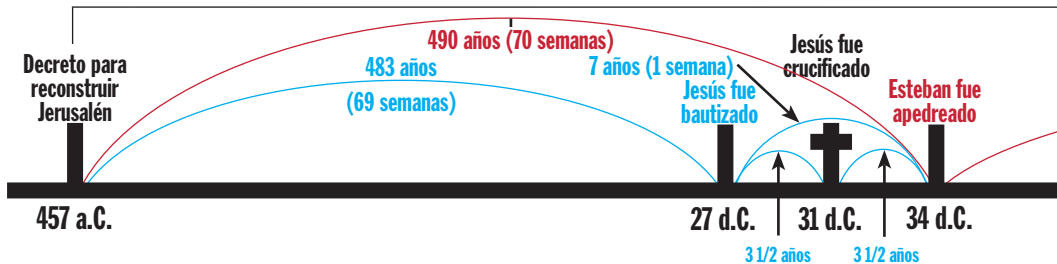 490 años (70 semanas)
Decreto para
reconstruir
Jerusalén
483 años
(69 semanas)
7 años (1 semana)
Jesús fue
crucificado
Jesús fue
bautizado
Esteban fue
apedreado
457 a.C.
27 d.C.
31 d.C.
34 d.C.
3 1/2 años
3 1/2 años